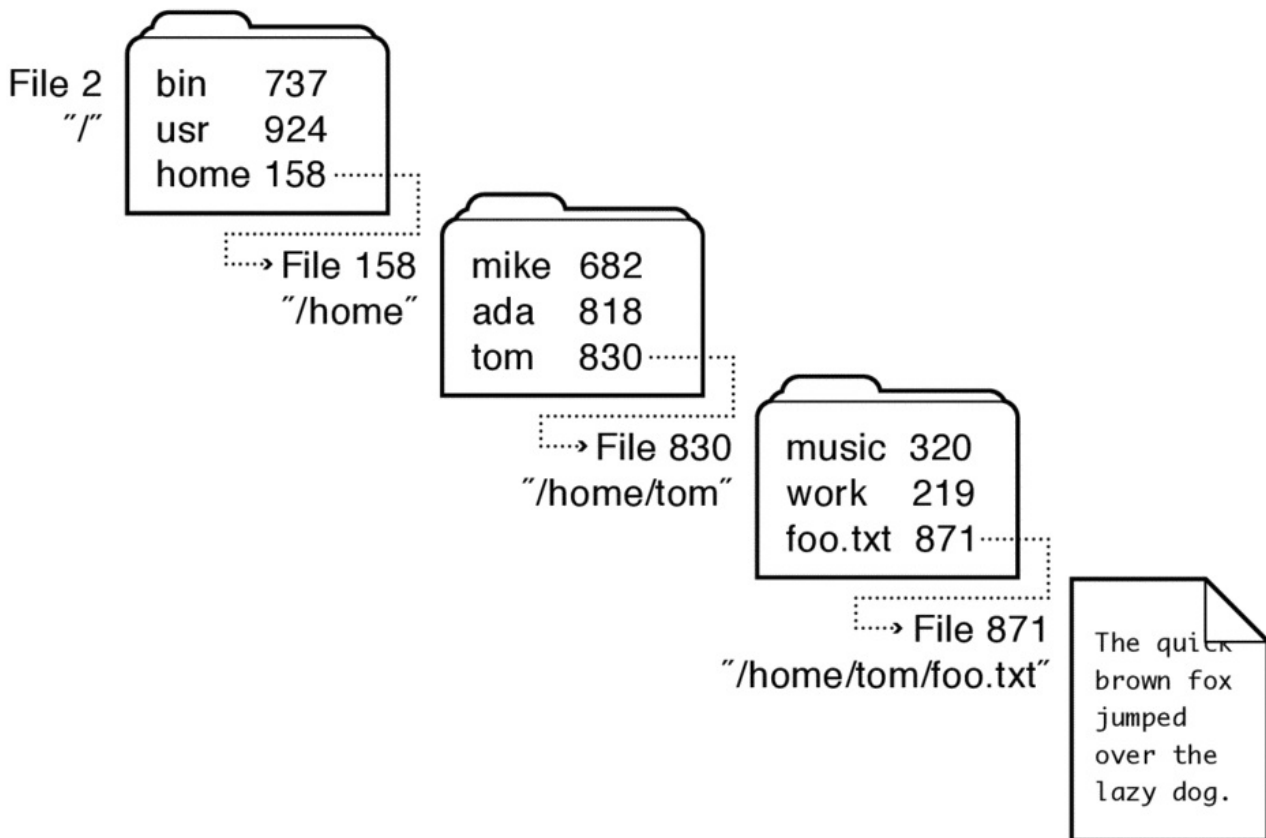 File 2
"/"
bin 737
usr 924
home 158
File 158
"/home"
mike 682
ada 818
tom 830
File 830
"/home/tom"
music 320
work 219
foo.txt 871
File 871
"/home/tom/foo.txt"
The quick
brown fox
jumped
over the
lazy dog.